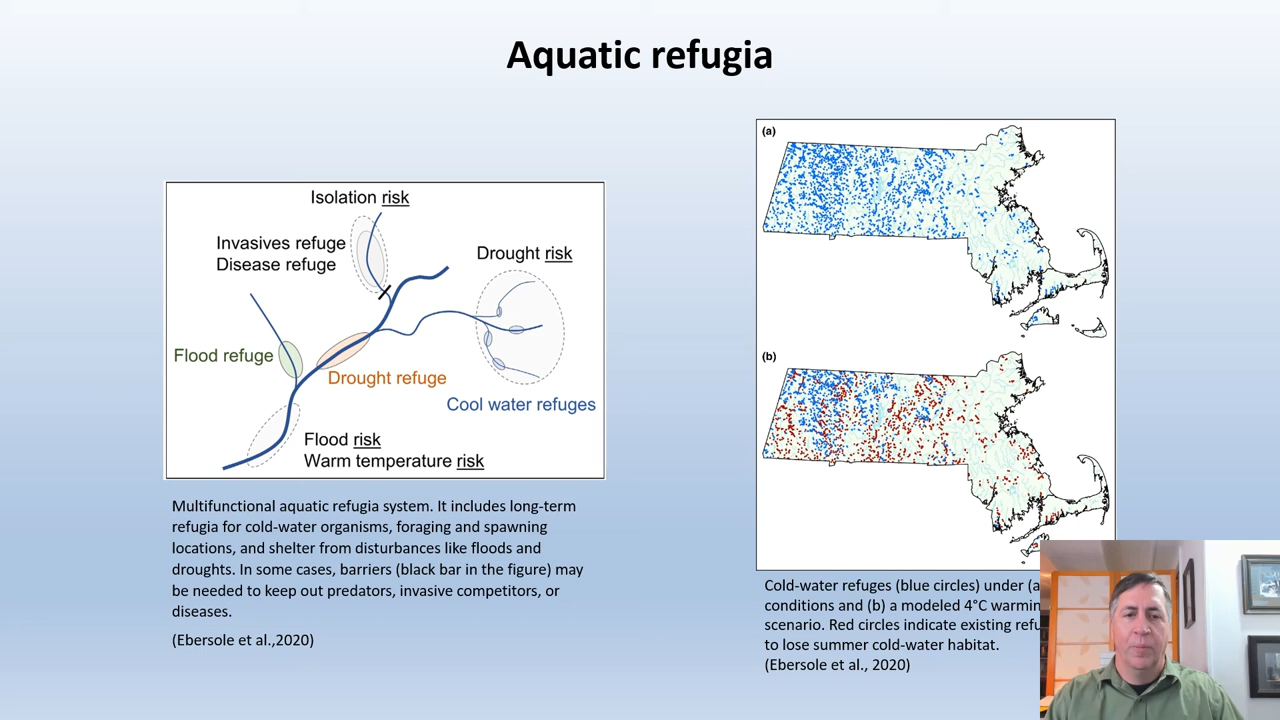 Aquatic refugia
Isolation risk
Invasives refuge
Disease refuge
Drought risk
Flood refuge
Drought refuge
Cool water refuges
Flood risk
Warm temperature risk
Multifunctional aquatic refugia system. It includes long-term
refugia for cold-water organisms, foraging and spawning
locations, and shelter from disturbances like floods and
droughts. In some cases, barriers (black bar in the figure) may
be needed to keep out predators, invasive competitors, or
diseases.
(Ebersole et al.,2020)
(a)
(b)
Cold-water refuges (blue circles) under (a
conditions and (b) a modeled 4°C
scenario. Red circles indicate existing
to lose summer cold-water habitat.
(Ebersole et al., 2020)